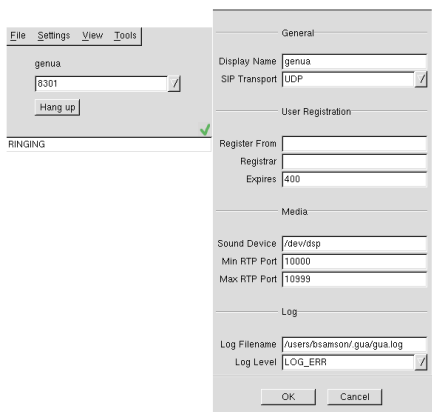 File Settings View Tools
genua
8301
Hang up
RINGING
General
Display Name genua
SIP Transport UDP
User Registration
Register From
Registrar
Expires 400
Media
Sound Device /dev/dsp
Min RTP Port 10000
Max RTP Port 10999
Log
Log Filename /users/bsamson/.gua/gua.log
Log Level LOG_ERR
OK Cancel